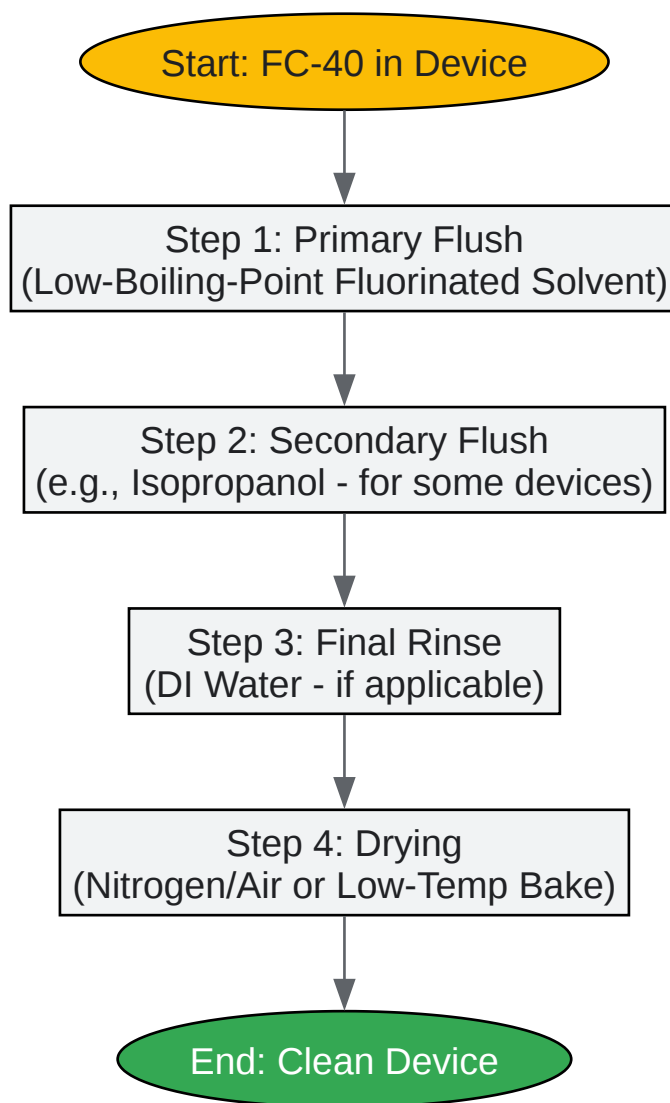 Start: FC-40 in Device
Step 1: Primary Flush
(Low-Boiling-Point Fluorinated Solvent)
Step 2: Secondary Flush
(e.g., Isopropanol - for some devices)
Step 3: Final Rinse
(DI Water - if applicable)
Step 4: Drying
(Nitrogen/Air or Low-Temp Bake)
End: Clean Device